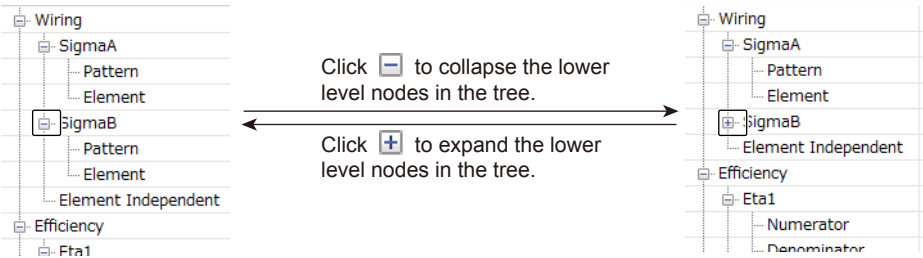 Wiring
SigmaA
Pattern
Element
SigmaB
Pattern
Element
Element Independent
Efficiency
Eta1
Click − to collapse the lower
level nodes in the tree.
Click + to expand the lower
level nodes in the tree.
Wiring
SigmaA
Pattern
Element
SigmaB
Element Independent
Efficiency
Eta1
Numerator
Denominator